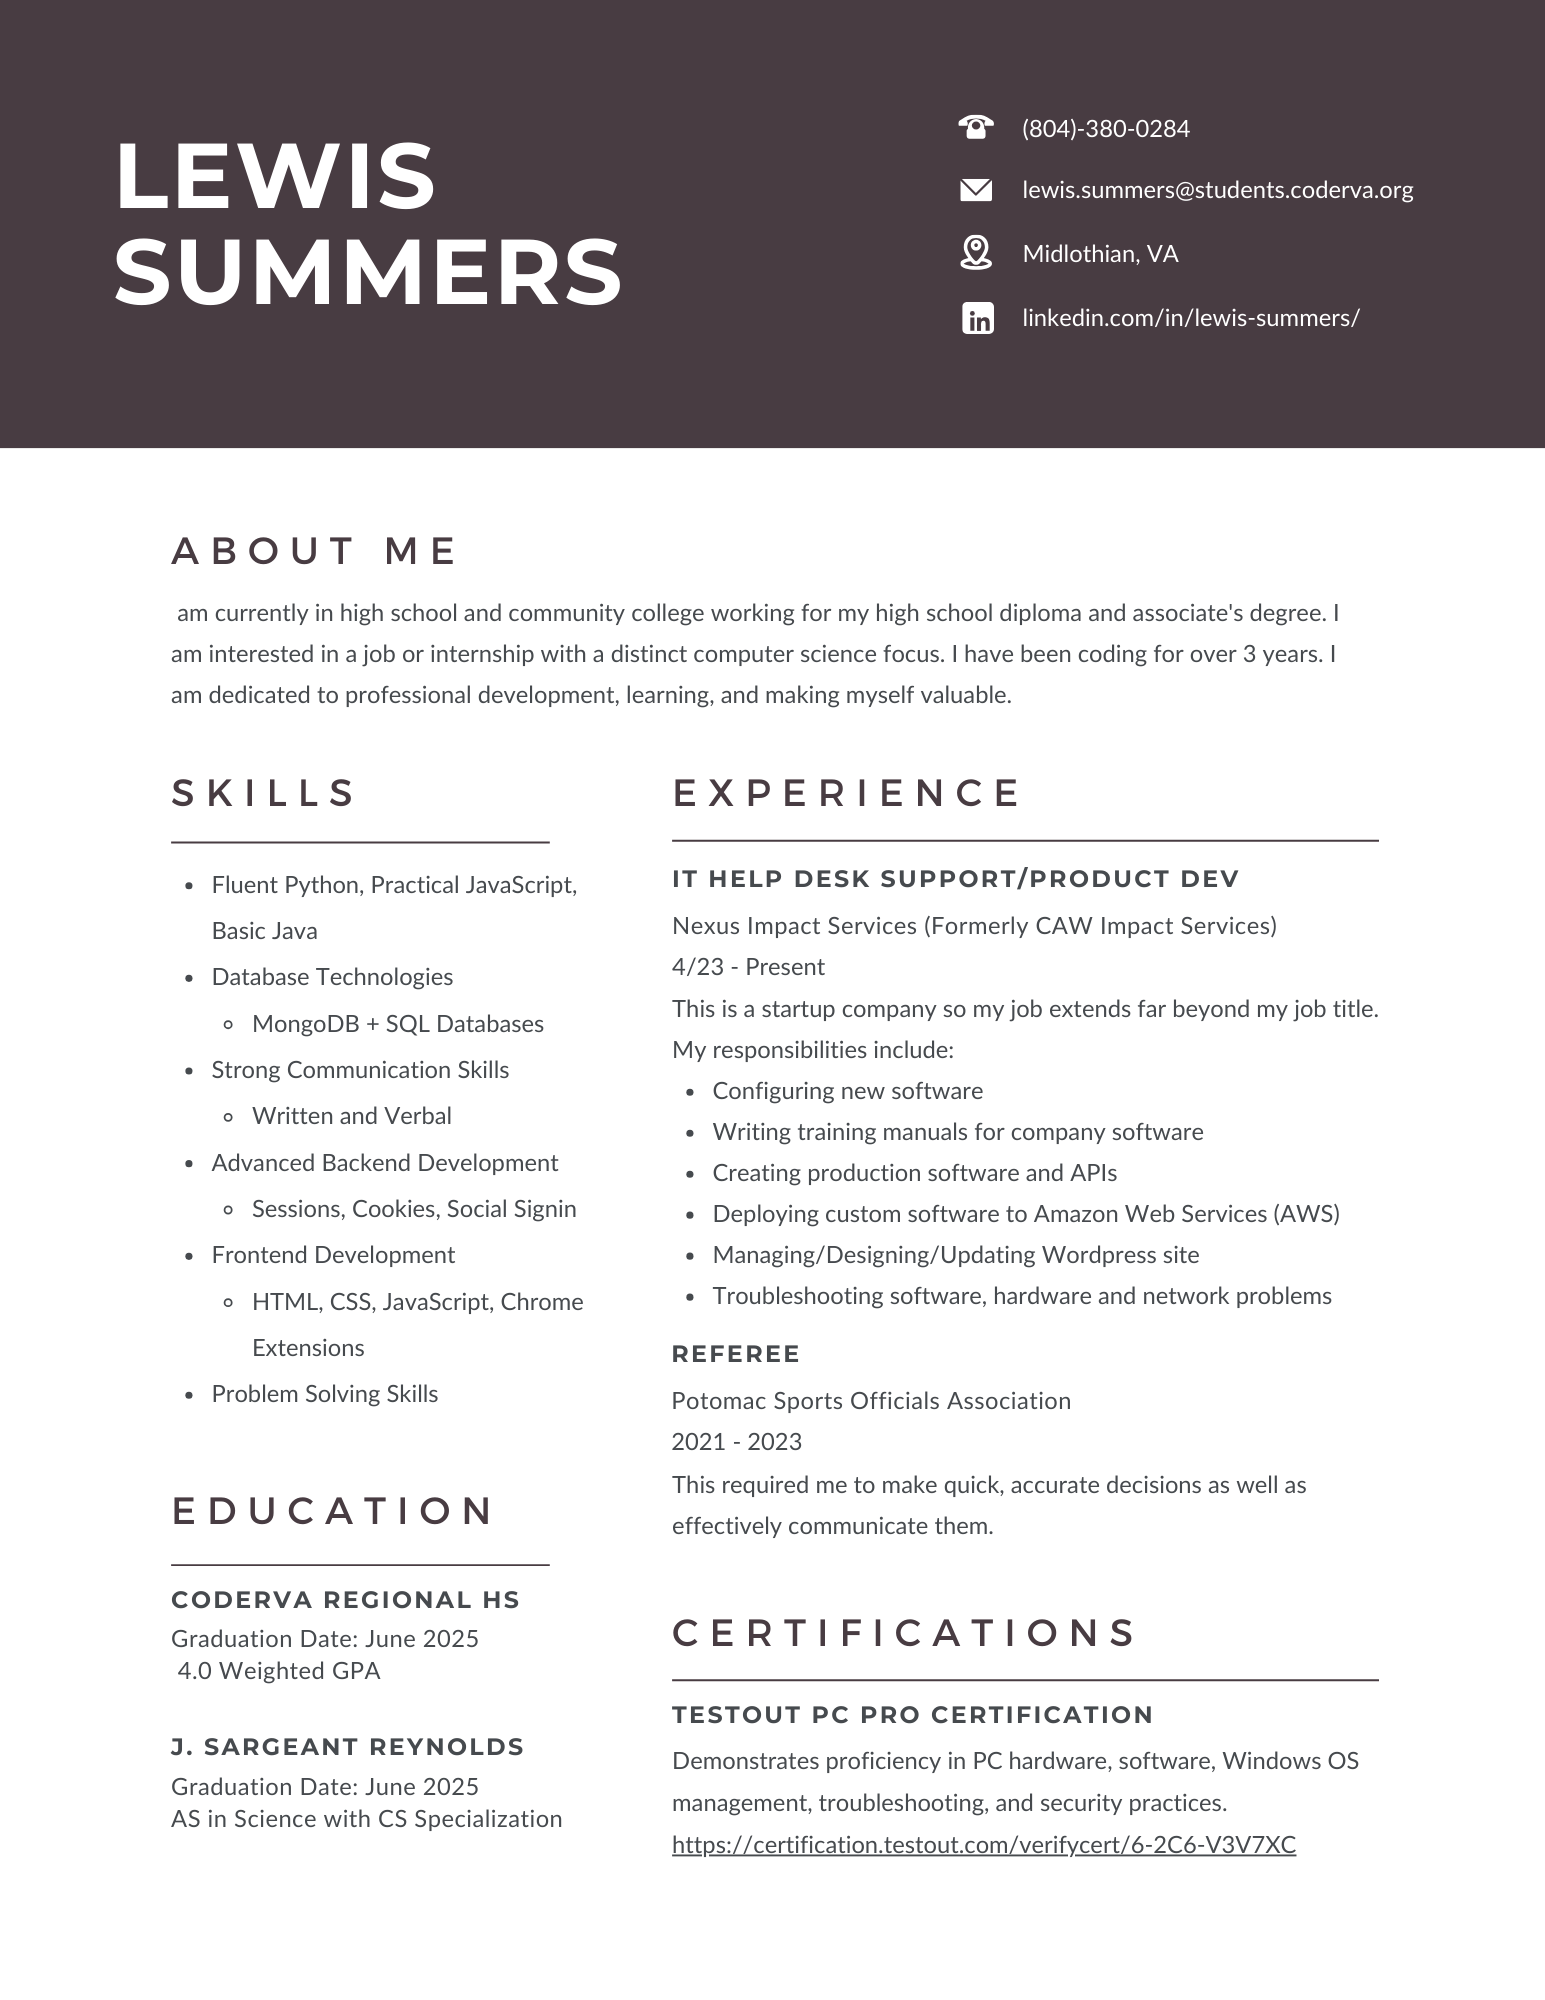 LEWIS
SUMMERS
(804)-380-0284
lewis.summers@students.coderva.org
Midlothian, VA
linkedin.com/in/lewis-summers/
ABOUT ME
am currently in high school and community college working for my high school diploma and associate's degree. I
am interested in a job or internship with a distinct computer science focus. I have been coding for over 3 years. I
am dedicated to professional development, learning, and making myself valuable.
SKILLS
• Fluent Python, Practical JavaScript,
Basic Java
• Database Technologies
◦ MongoDB + SQL Databases
• Strong Communication Skills
◦ Written and Verbal
• Advanced Backend Development
◦ Sessions, Cookies, Social Signin
• Frontend Development
◦ HTML, CSS, JavaScript, Chrome
Extensions
• Problem Solving Skills
EDUCATION
CODERVA REGIONAL HS
Graduation Date: June 2025
4.0 Weighted GPA
J. SARGEANT REYNOLDS
Graduation Date: June 2025
AS in Science with CS Specialization
EXPERIENCE
IT HELP DESK SUPPORT/PRODUCT DEV
Nexus Impact Services (Formerly CAW Impact Services)
4/23 - Present
This is a startup company so my job extends far beyond my job title.
My responsibilities include:
• Configuring new software
• Writing training manuals for company software
• Creating production software and APIs
• Deploying custom software to Amazon Web Services (AWS)
• Managing/Designing/Updating Wordpress site
• Troubleshooting software, hardware and network problems
REFEREE
Potomac Sports Officials Association
2021 - 2023
This required me to make quick, accurate decisions as well as
effectively communicate them.
CERTIFICATIONS
TESTOUT PC PRO CERTIFICATION
Demonstrates proficiency in PC hardware, software, Windows OS
management, troubleshooting, and security practices.
https://certification.testout.com/verifycert/6-2C6-V3V7XC